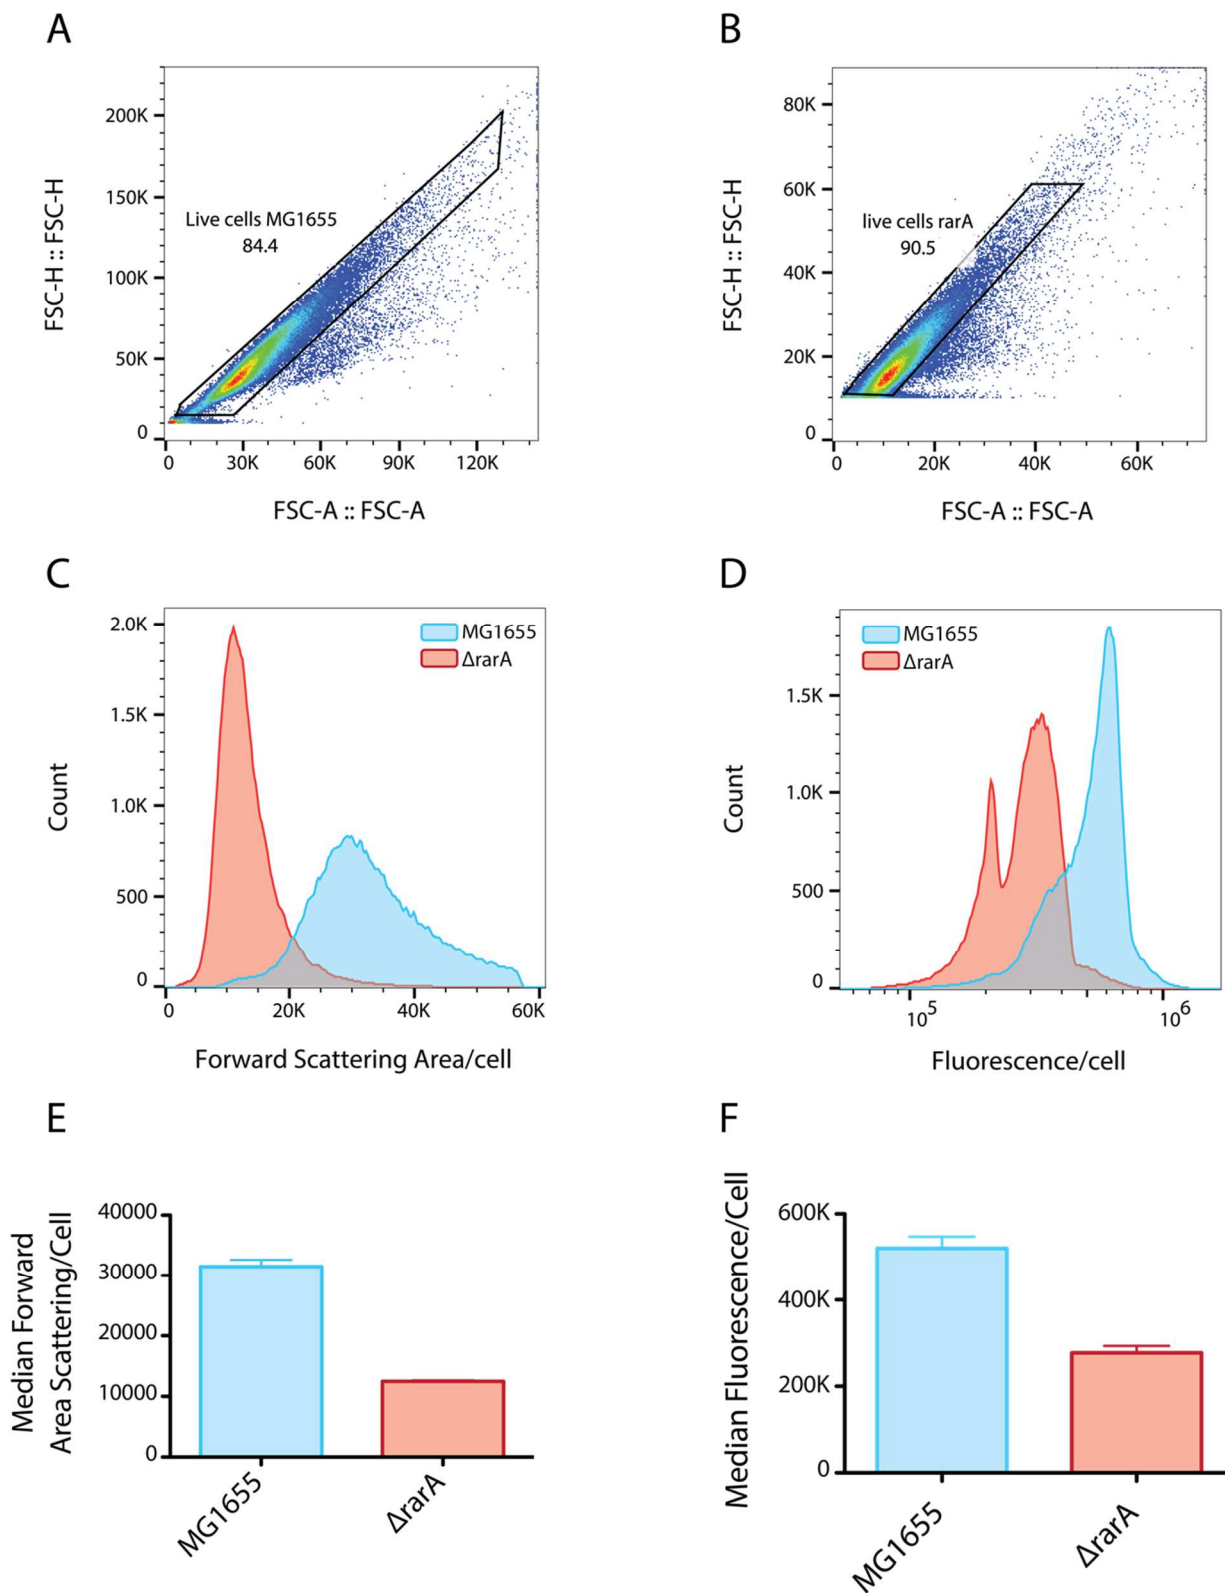 A
200K
150K
100K
50K
0
FSC-H :: FSC-H
Live cells MG1655
84.4
0 30K 60K 90K 120K
FSC-A :: FSC-A
B
80K
60K
40K
20K
0
FSC-H :: FSC-H
live cells rarA
90.5
0 20K 40K 60K
FSC-A :: FSC-A
C
2.0K
1.5K
1.0K
500
0
Count
MG1655
ΔrarA
0 20K 40K 60K
Forward Scattering Area/cell
D
1.5K
1.0K
500
0
Count
MG1655
ΔrarA
10⁵ 10⁶
Fluorescence/cell
E
40000
30000
20000
10000
0
Median Forward
Area Scattering/Cell
MG1655 ΔrarA
F
600K
400K
200K
0
Median Fluorescence/Cell
MG1655 ΔrarA